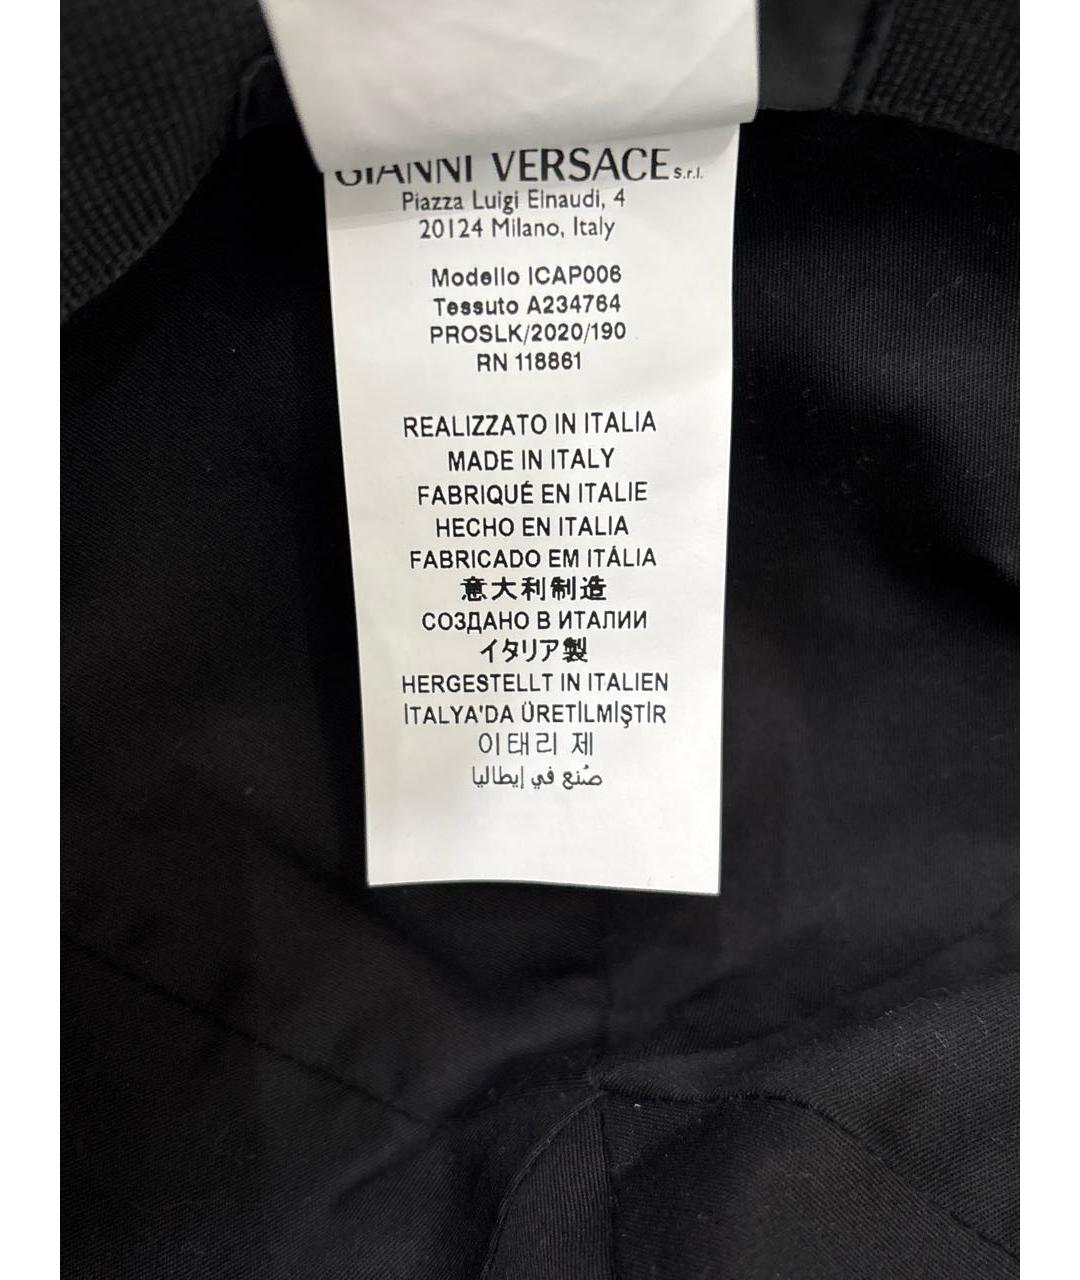 GIANNI VERSACE s.r.l.
Piazza Luigi Einaudi, 4
20124 Milano, Italy
Modello ICAP006
Tessuto A234764
PROSLK/2020/190
RN 118861
REALIZZATO IN ITALIA
MADE IN ITALY
FABRIQUÉ EN ITALIE
HECHO EN ITALIA
FABRICADO EM ITÁLIA
意大利制造
СОЗДАНО В ИТАЛИИ
イタリア製
HERGESTELLT IN ITALIEN
İTALYA'DA ÜRETİLMİŞTİR
이태리 제
صُنع في إيطاليا